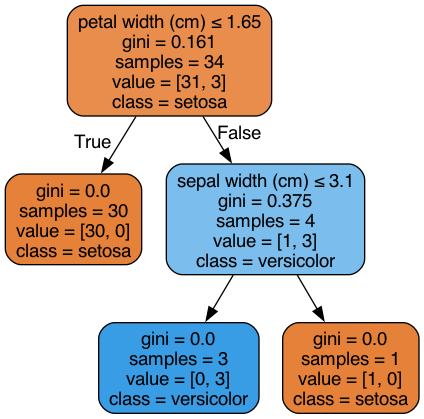 petal width (cm) ≤ 1.65
gini = 0.161
samples = 34
value = [31, 3]
class = setosa
True
False
gini = 0.0
samples = 30
value = [30, 0]
class = setosa
sepal width (cm) ≤ 3.1
gini = 0.375
samples = 4
value = [1, 3]
class = versicolor
gini = 0.0
samples = 3
value = [0, 3]
class = versicolor
gini = 0.0
samples = 1
value = [1, 0]
class = setosa